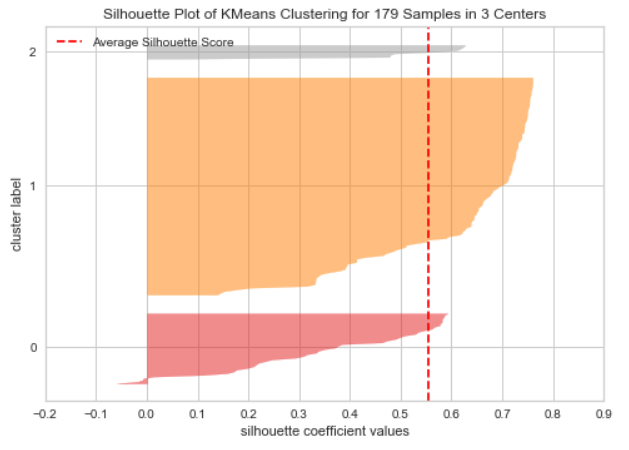 Silhouette Plot of KMeans Clustering for 179 Samples in 3 Centers
Average Silhouette Score
2
1
0
cluster label
−0.2 −0.1 0.0 0.1 0.2 0.3 0.4 0.5 0.6 0.7 0.8 0.9
silhouette coefficient values